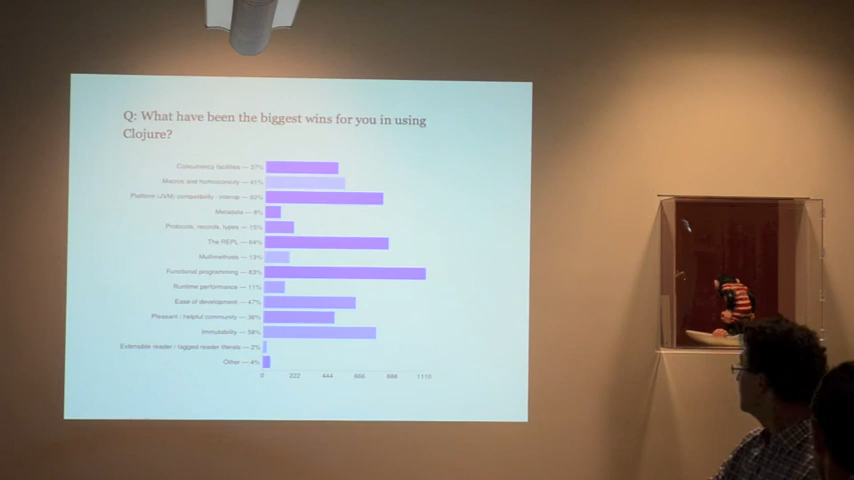 Q: What have been the biggest wins for you in using
Clojure?
Concurrency facilities — 37%
Macros and homoiconicity — 41%
Platform (JVM) compatibility / interop — 60%
Metadata — 8%
Protocols, records, types — 15%
The REPL — 64%
Multimethods — 13%
Functional programming — 83%
Runtime performance — 11%
Ease of development — 47%
Pleasant / helpful community — 36%
Immutability — 58%
Extensible reader / tagged reader literals — 2%
Other — 4%
0 222 444 666 888 1110